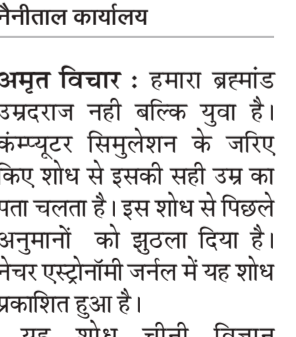 नैनीताल कार्यालय
अमृत विचार : हमारा ब्रह्मांड
उम्रदराज नही बल्कि युवा है।
कंम्प्यूटर सिमुलेशन के जरिए
किए शोध से इसकी सही उम्र का
पता चलता है। इस शोध से पिछले
अनुमानों को झुठला दिया है।
नेचर एस्ट्रोनॉमी जर्नल में यह शोध
प्रकाशित हुआ है।
यह शोध चीनी विज्ञान